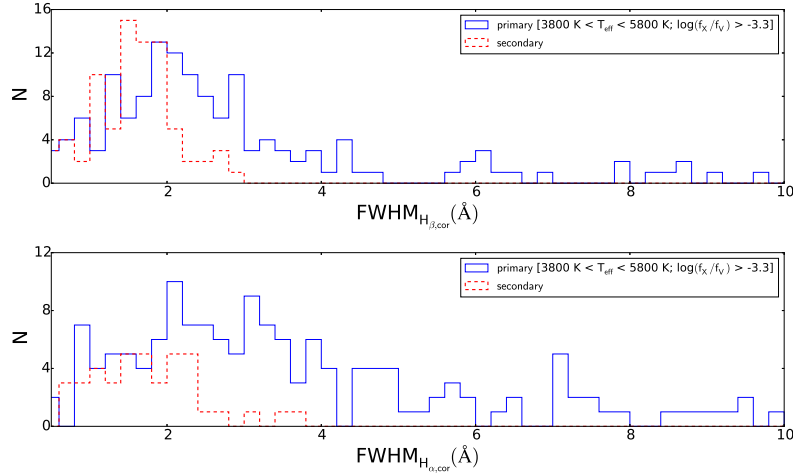 16
12
8
4
0
N
primary [3800 K < T_eff < 5800 K; log(f_X/f_V) > -3.3]
secondary
2 4 6 8 10
FWHM_Hβ,cor(Å)
12
8
4
0
N
primary [3800 K < T_eff < 5800 K; log(f_X/f_V) > -3.3]
secondary
2 4 6 8 10
FWHM_Hα,cor(Å)